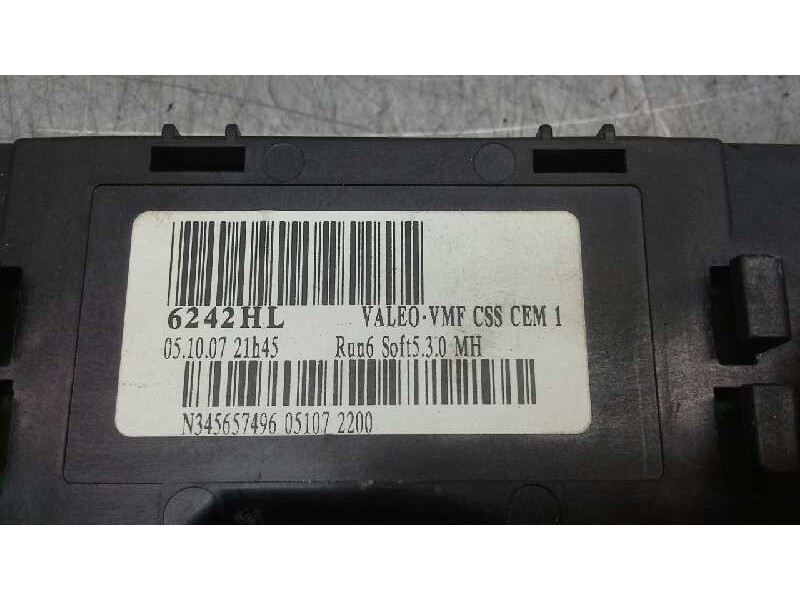 6242HL VALEO-VMF CSS CEM 1
05.10.07 21h45 Run6 Soft5.3.0 MH
N345657496 05107 2200